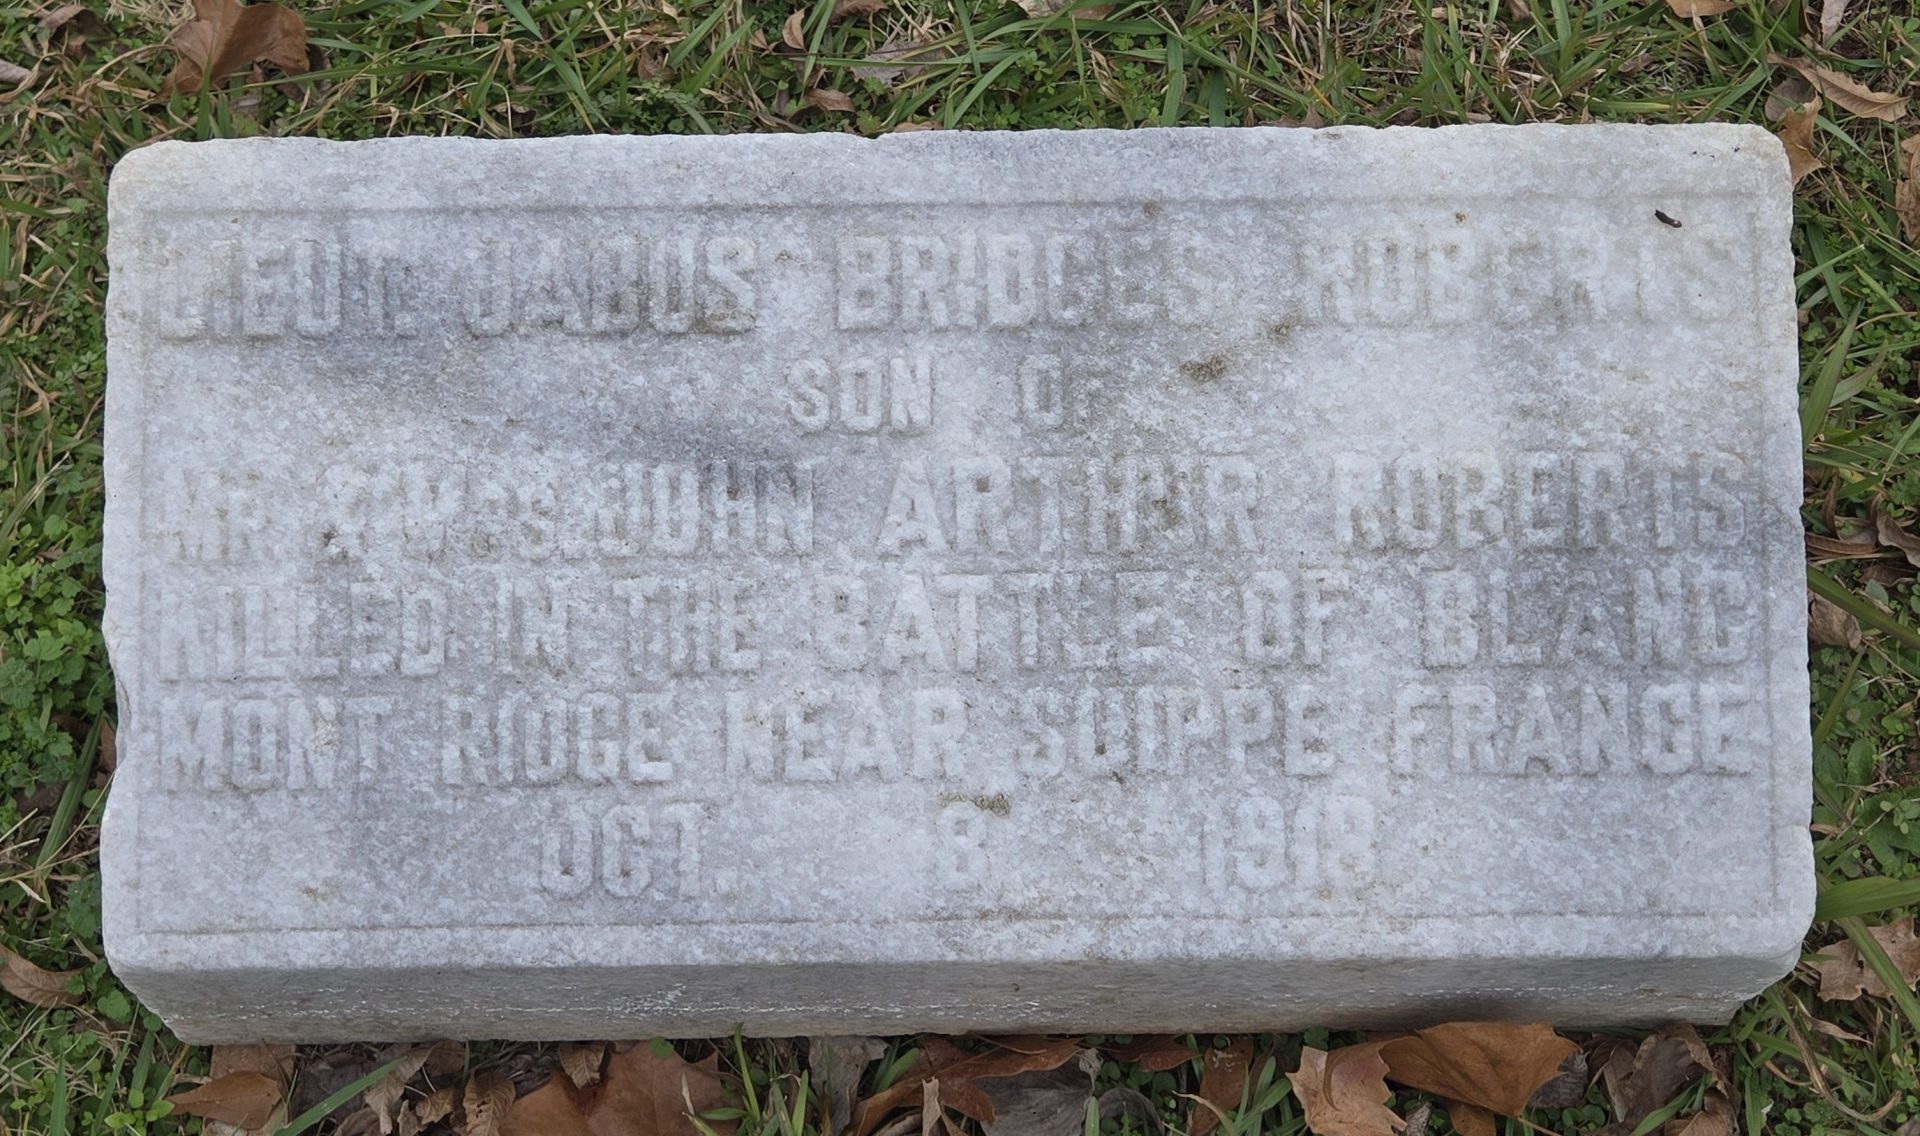 LIEUT. JABUS BRIDGES ROBERTS
SON OF
MR. & MRS. JOHN ARTHUR ROBERTS
KILLED IN THE BATTLE OF BLANC
MONT RIDGE NEAR SUIPPE FRANCE
OCT. 8 1918